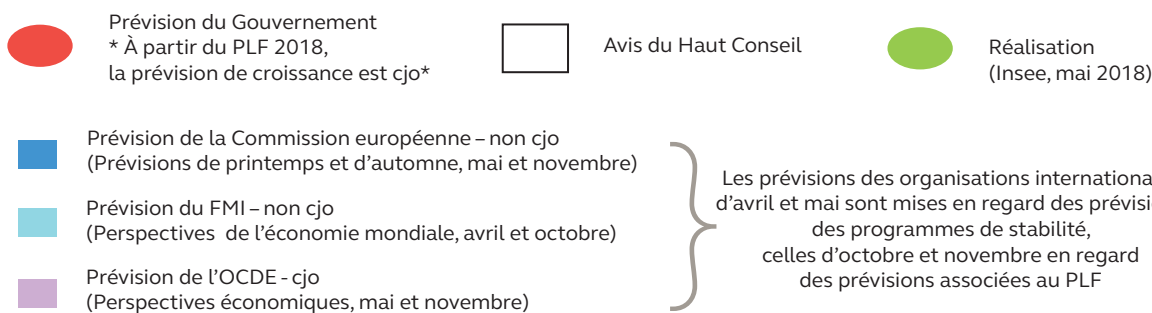 Prévision du Gouvernement
* À partir du PLF 2018,
la prévision de croissance est cjo*
Avis du Haut Conseil
Réalisation
(Insee, mai 2018)
Prévision de la Commission européenne – non cjo
(Prévisions de printemps et d'automne, mai et novembre)
Prévision du FMI – non cjo
(Perspectives de l'économie mondiale, avril et octobre)
Prévision de l'OCDE - cjo
(Perspectives économiques, mai et novembre)
Les prévisions des organisations internationa
d'avril et mai sont mises en regard des prévisi
des programmes de stabilité,
celles d'octobre et novembre en regard
des prévisions associées au PLF